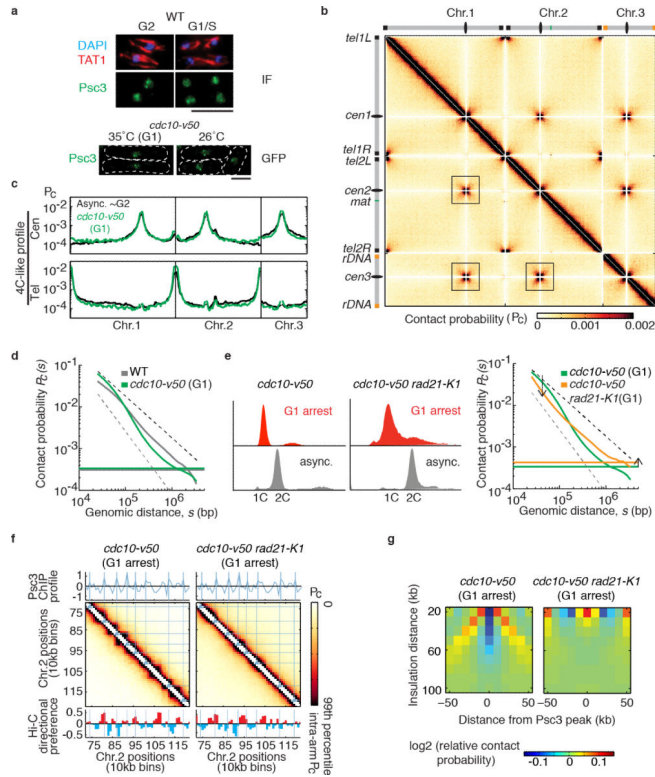 a
WT
G2 G1/S
DAPI
TAT1
Psc3
IF
cdc10-v50
35°C (G1) 26°C
Psc3
GFP
b
Chr.1 Chr.2 Chr.3
tel1L
cen1
tel1R
tel2L
cen2
mat
tel2R
rDNA
cen3
rDNA
Contact probability (PC)
0 0.001 0.002
c
PC
10-2
10-3
10-4
10-2
10-3
10-4
Async. ~G2
cdc10-v50
(G1)
4C-like profile
Cen
Tel
Chr.1 Chr.2 Chr.3
d
Contact probability PC(s)
10-1
10-2
10-3
10-4
WT
cdc10-v50 (G1)
104 105 106
Genomic distance, s (bp)
e
cdc10-v50 cdc10-v50 rad21-K1
G1 arrest G1 arrest
async. async.
1C 2C 1C 2C
Contact probability PC(s)
10-1
10-2
10-3
10-4
cdc10-v50 (G1)
cdc10-v50
rad21-K1(G1)
104 105 106
Genomic distance, s (bp)
f
cdc10-v50
(G1 arrest)
cdc10-v50 rad21-K1
(G1 arrest)
Psc3
ChIP
profile
1
0
-1
Chr.2 positions
(10kb bins)
75
85
95
105
115
PC
0
99th percentile
intra-arm PC
Hi-C
directional
preference
0.5
0
-0.5
75 85 95 105 115 75 85 95 105 115
Chr.2 positions
(10kb bins)
Chr.2 positions
(10kb bins)
g
cdc10-v50
(G1 arrest)
cdc10-v50 rad21-K1
(G1 arrest)
Insulation distance (kb)
20
60
100
−50 0 50 −50 0 50
Distance from Psc3 peak (kb)
log2 (relative contact
probability)
-0.1 0 0.1